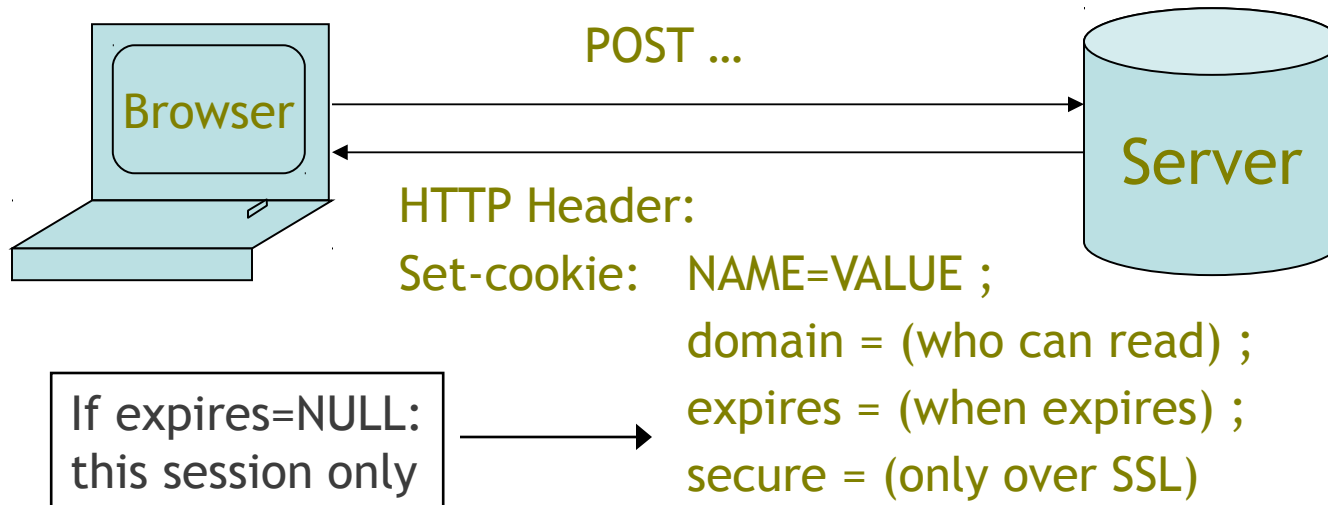 POST …
Browser
Server
HTTP Header:
Set-cookie: NAME=VALUE ;
domain = (who can read) ;
expires = (when expires) ;
secure = (only over SSL)
If expires=NULL:
this session only